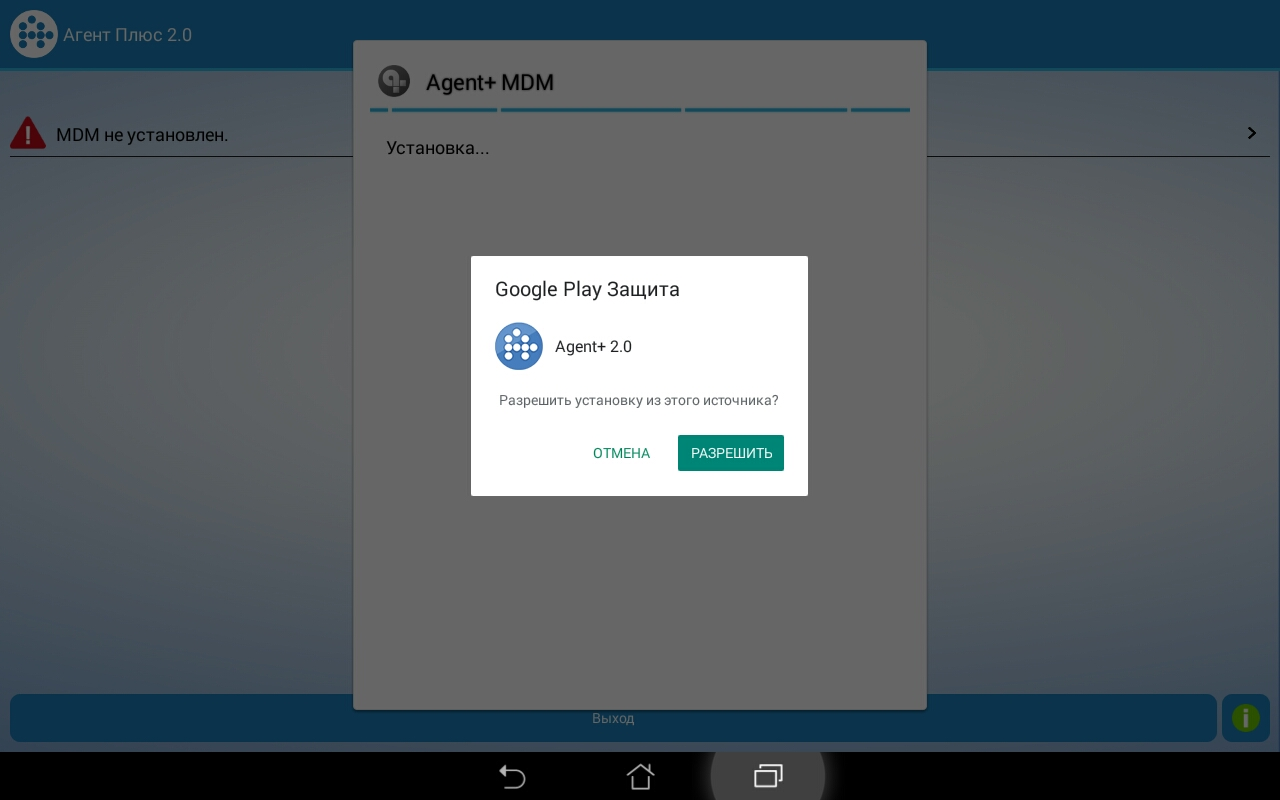 Агент Плюс 2.0
Agent+ MDM
MDM не установлен.
Установка...
Google Play Защита
Agent+ 2.0
Разрешить установку из этого источника?
ОТМЕНА
РАЗРЕШИТЬ
Выход